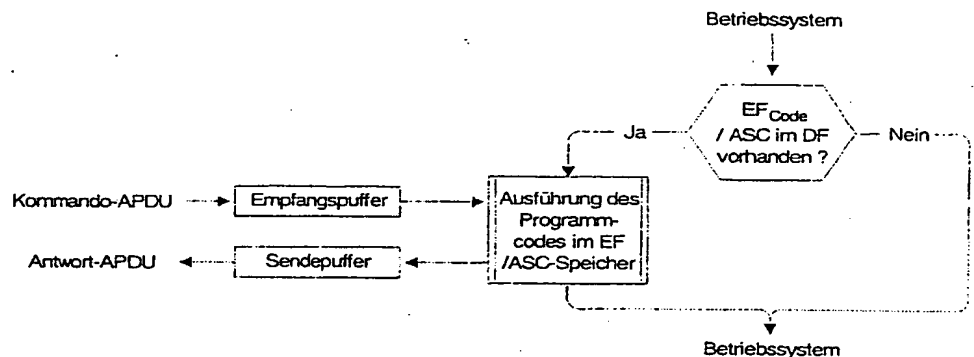 Betriebssystem
EF Code
/ ASC im DF
vorhanden ?
Ja
Nein
Kommando-APDU
Empfangspuffer
Ausführung des
Programm-
codes im EF
/ASC-Speicher
Antwort-APDU
Sendepuffer
Betriebssystem